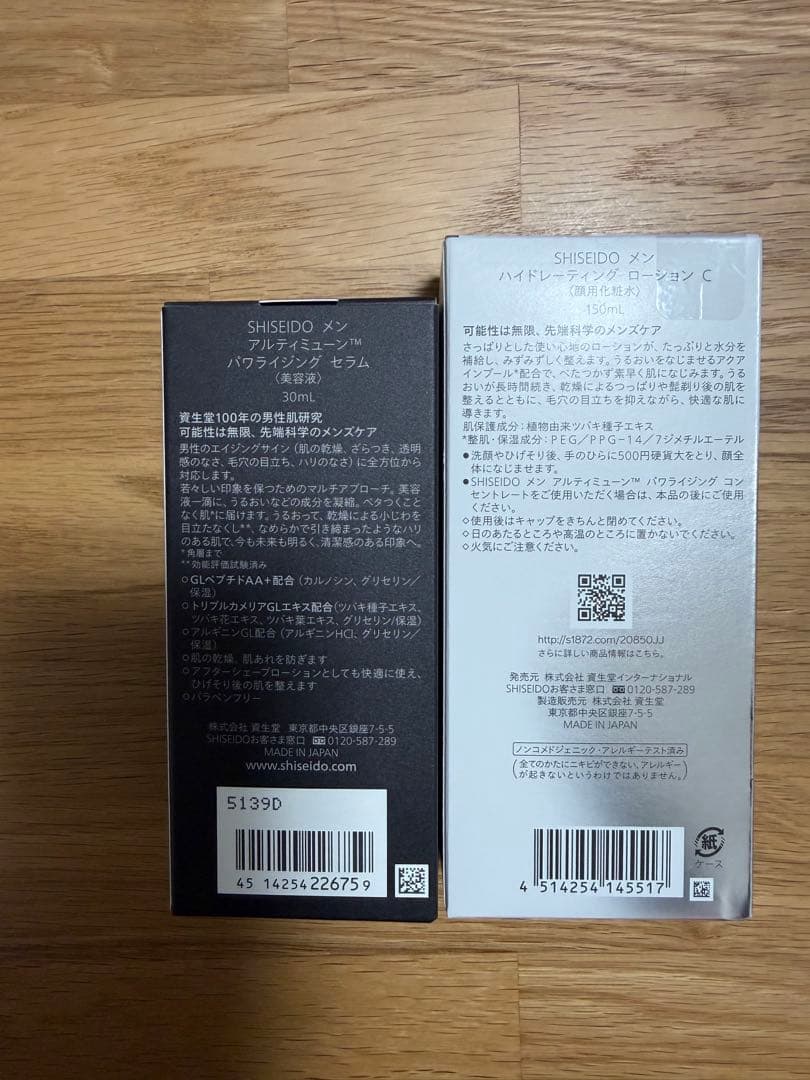 SHISEIDO メン
アルティミューン™
パワライジング セラム
〈美容液〉
30mL
資生堂100年の男性肌研究
可能性は無限、先端科学のメンズケア
男性のエイジングサイン（肌の乾燥、ざらつき、透明
感のなさ、毛穴の目立ち、ハリのなさ）に全方位から
対応します。
若々しい印象を保つためのマルチアプローチ。美容
液一滴に、うるおいなどの成分を凝縮。ベタつくこと
なく肌*に届けます。うるおって、乾燥による小じわを
目立たなくし**、なめらかで引き締まったようなハリ
のある肌で、今も未来も明るく、清潔感のある印象へ。
*角層まで
**効能評価試験済み
○GLペプチドAA+配合（カルノシン、グリセリン/
保湿）
○トリプルカメリアGLエキス配合（ツバキ種子エキス、
ツバキ花エキス、ツバキ葉エキス、グリセリン/保湿）
○アルギニンGL配合（アルギニンHCl、グリセリン/
保湿）
○肌の乾燥、肌あれを防ぎます
○アフターシェーブローションとしても快適に使え、
ひげそり後の肌を整えます
○パラベンフリー
株式会社 資生堂 東京都中央区銀座7-5-5
SHISEIDOお客さま窓口 0120-587-289
MADE IN JAPAN
www.shiseido.com
5139D
45 14254 226759
SHISEIDO メン
ハイドレーティング ローション C
〈顔用化粧水〉
150mL
可能性は無限、先端科学のメンズケア
さっぱりとした使い心地のローションが、たっぷりと水分を
補給し、みずみずしく整えます。うるおいをなじませるアクア
インプール*配合で、べたつかず素早く肌になじみます。うる
おいが長時間続き、乾燥によるつっぱりや髭剃り後の肌を
整えるとともに、毛穴の目立ちを抑えながら、快適な肌に
導きます。
肌保護成分：植物由来ツバキ種子エキス
*整肌・保湿成分：PEG/PPG-14/7ジメチルエーテル
●洗顔やひげそり後、手のひらに500円硬貨大をとり、顔全
体になじませます。
●SHISEIDO メン アルティミューン™ パワライジング コン
セントレートをご使用いただく場合は、本品の後にご使用
ください。
◇使用後はキャップをきちんと閉めてください。
◇日のあたるところや高温のところに置かないでください。
◇火気にご注意ください。
http://s1872.com/20850JJ
さらに詳しい商品情報はこちら。
発売元 株式会社 資生堂インターナショナル
SHISEIDOお客さま窓口 0120-587-289
製造販売元 株式会社 資生堂
東京都中央区銀座7-5-5
MADE IN JAPAN
ノンコメドジェニック・アレルギーテスト済み
（全てのかたにニキビができない、アレルギー
が起きないというわけではありません。）
紙
ケース
4 514254 145517